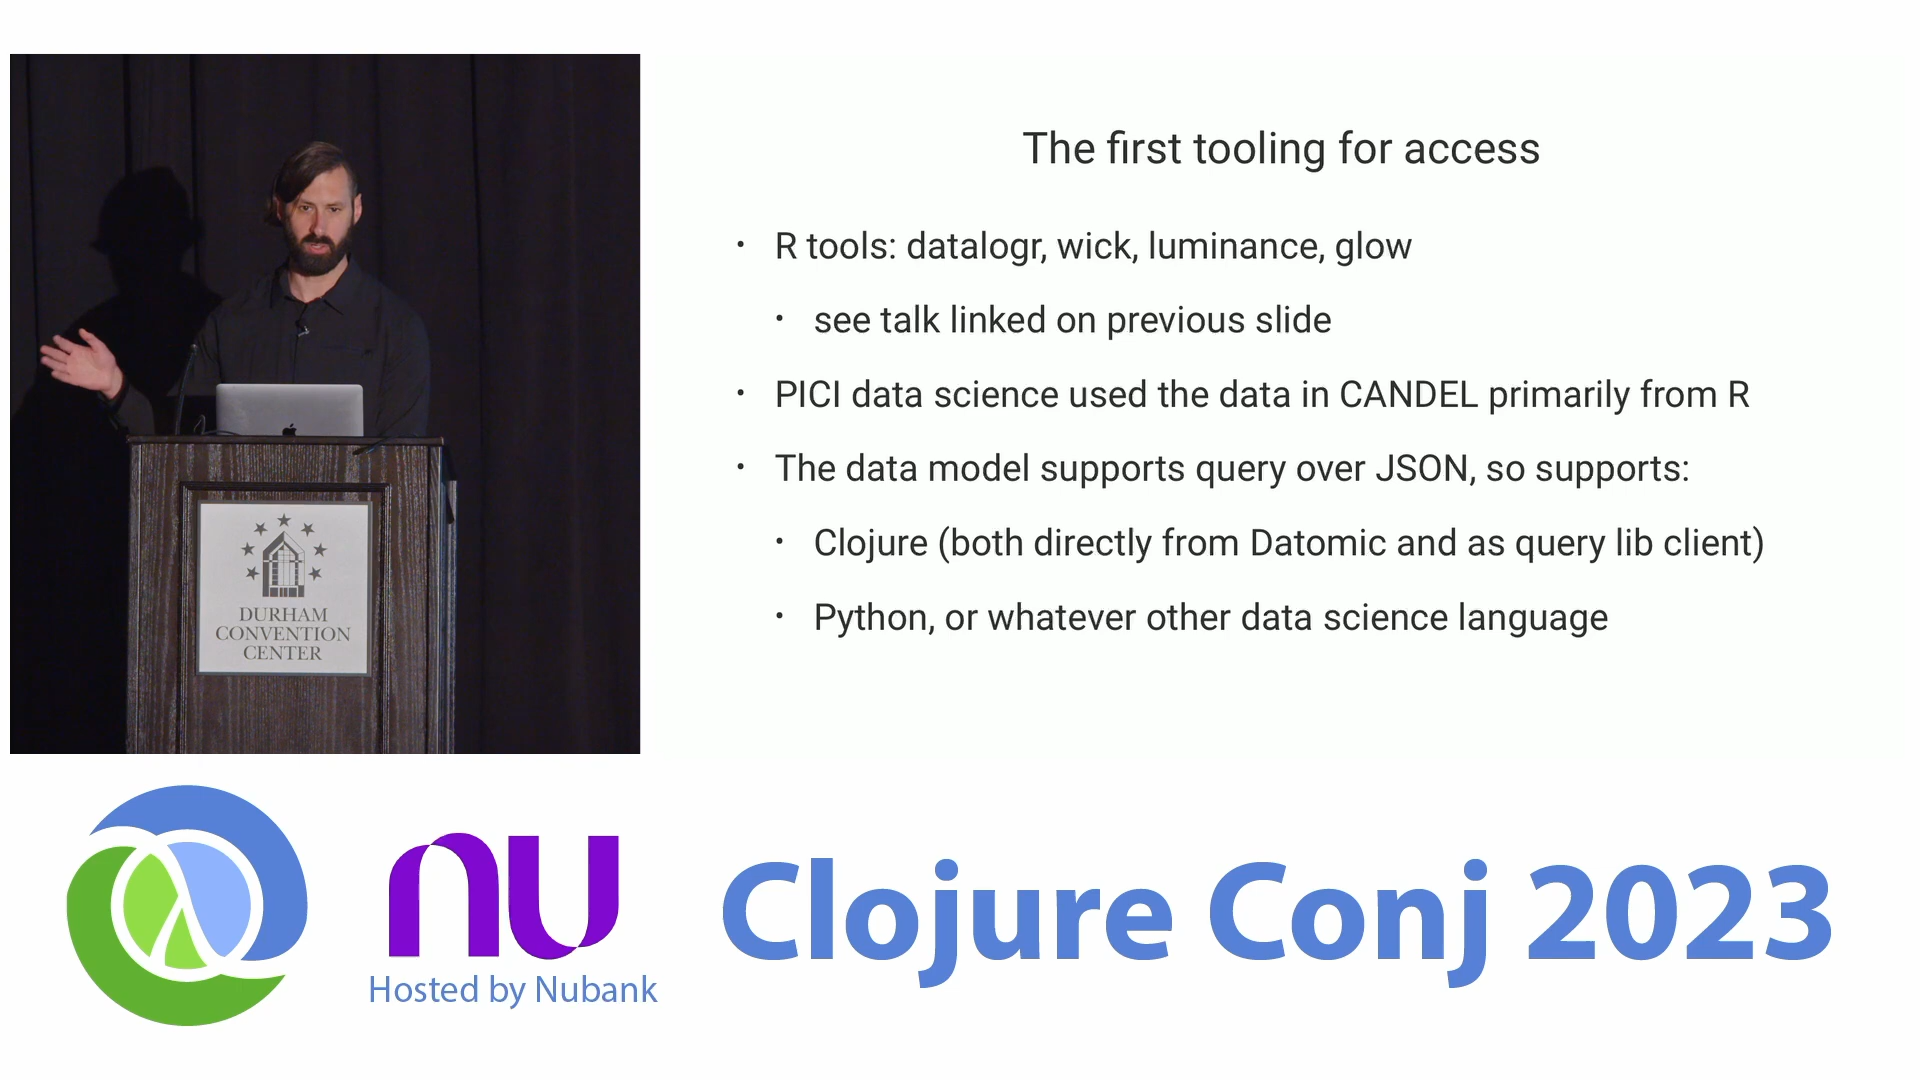 The first tooling for access
• R tools: datalogr, wick, luminance, glow
• see talk linked on previous slide
• PICI data science used the data in CANDEL primarily from R
• The data model supports query over JSON, so supports:
• Clojure (both directly from Datomic and as query lib client)
• Python, or whatever other data science language
DURHAM
CONVENTION
CENTER
nu
Hosted by Nubank
Clojure Conj 2023